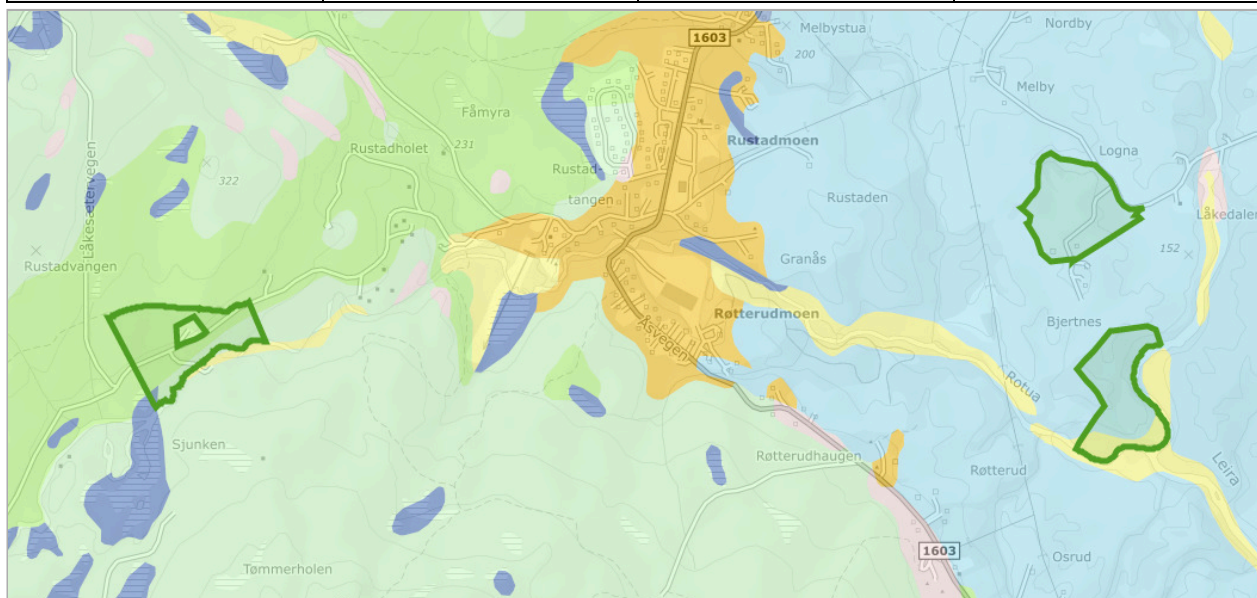 1603
Melbystua
200
Nordby
Melby
Fåmyra
Rustadholet
231
Rustadmoen
Logna
322
Rustad-
tangen
Rustaden
Låkesætervegen
Låkedalen
152
Rustadvangen
Granås
Røtterudmoen
Bjertnes
Åsvegen
Rotua
Sjunken
Røtterudhaugen
Røtterud
Leira
1603
Osrud
Tømmerholen